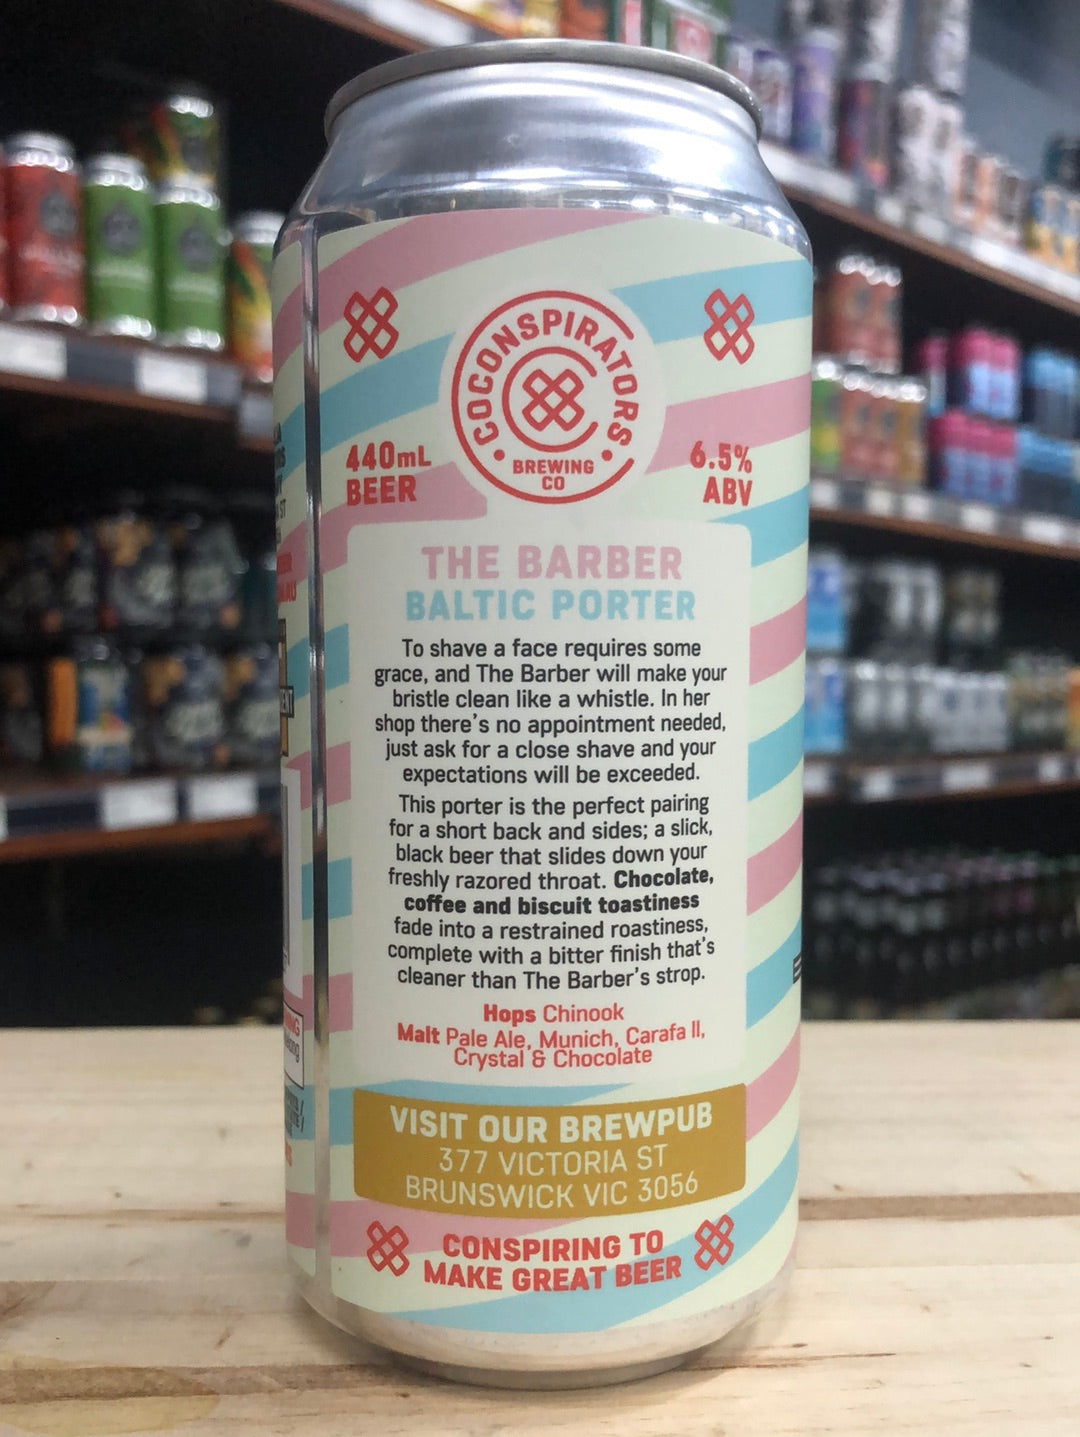 COCONSPIRATORS
BREWING
CO
440mL
BEER
6.5%
ABV
THE BARBER
BALTIC PORTER
To shave a face requires some
grace, and The Barber will make your
bristle clean like a whistle. In her
shop there's no appointment needed,
just ask for a close shave and your
expectations will be exceeded.
This porter is the perfect pairing
for a short back and sides; a slick,
black beer that slides down your
freshly razored throat. Chocolate,
coffee and biscuit toastiness
fade into a restrained roastiness,
complete with a bitter finish that's
cleaner than The Barber's strop.
Hops Chinook
Malt Pale Ale, Munich, Carafa II,
Crystal & Chocolate
VISIT OUR BREWPUB
377 VICTORIA ST
BRUNSWICK VIC 3056
CONSPIRING TO
MAKE GREAT BEER